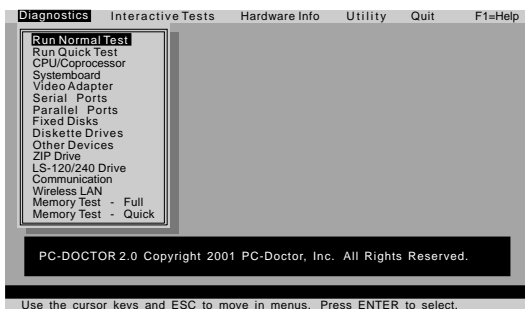 Diagnostics Interactive Tests Hardware Info Utility Quit F1=Help
Run Normal Test
Run Quick Test
CPU/Coprocessor
Systemboard
Video Adapter
Serial Ports
Parallel Ports
Fixed Disks
Diskette Drives
Other Devices
ZIP Drive
LS-120/240 Drive
Communication
Wireless LAN
Memory Test - Full
Memory Test - Quick
PC-DOCTOR 2.0 Copyright 2001 PC-Doctor, Inc. All Rights Reserved.
Use the cursor keys and ESC to move in menus. Press ENTER to select.